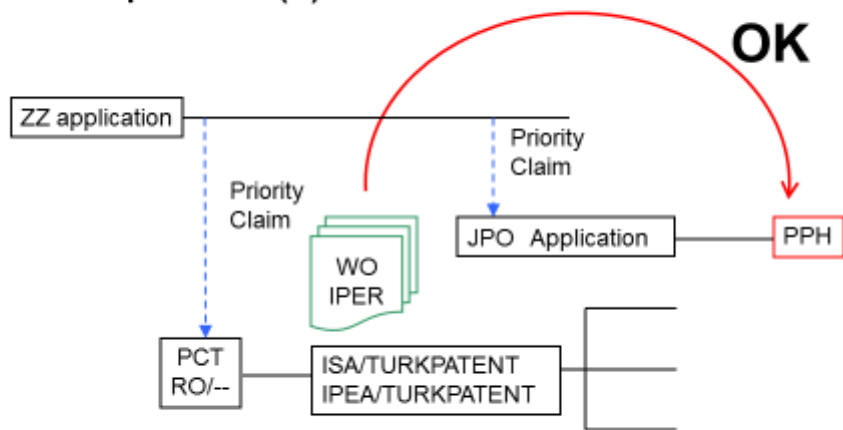 OK
ZZ application
Priority
Claim
Priority
Claim
JPO Application
PPH
WO
IPER
PCT
RO/--
ISA/TURKPATENT
IPEA/TURKPATENT